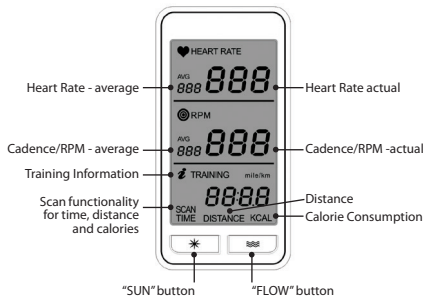 HEART RATE
AVG
888 888
Heart Rate - average
Heart Rate actual
RPM
AVG
888 888
Cadence/RPM - average
Cadence/RPM -actual
Training Information
i TRAINING mile/km
88:88
Scan functionality
for time, distance
and calories
SCAN
TIME DISTANCE KCAL
Distance
Calorie Consumption
"SUN" button
"FLOW" button